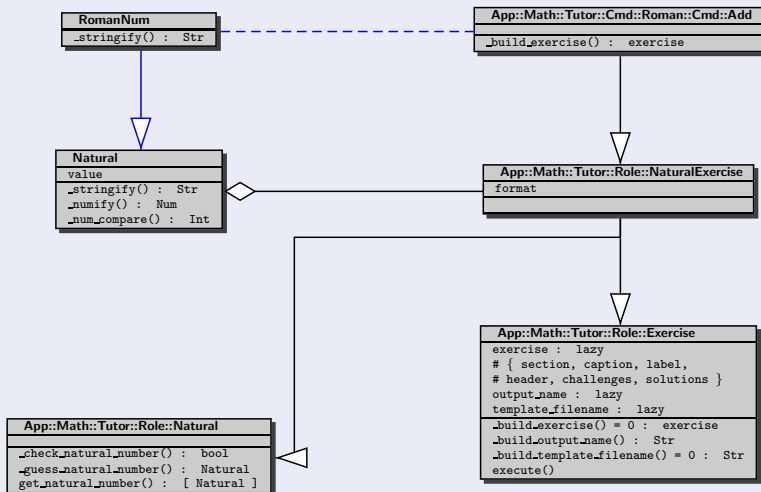 RomanNum
_stringify() : Str
App::Math::Tutor::Cmd::Roman::Cmd::Add
_build_exercise() : exercise
Natural
value
_stringify() : Str
_numify() : Num
_num_compare() : Int
App::Math::Tutor::Role::NaturalExercise
format
App::Math::Tutor::Role::Exercise
exercise : lazy
# { section, caption, label,
# header, challenges, solutions }
output_name : lazy
template_filename : lazy
_build_exercise() = 0 : exercise
_build_output_name() : Str
_build_template_filename() = 0 : Str
execute()
App::Math::Tutor::Role::Natural
_check_natural_number() : bool
_guess_natural_number() : Natural
get_natural_number() : [ Natural ]